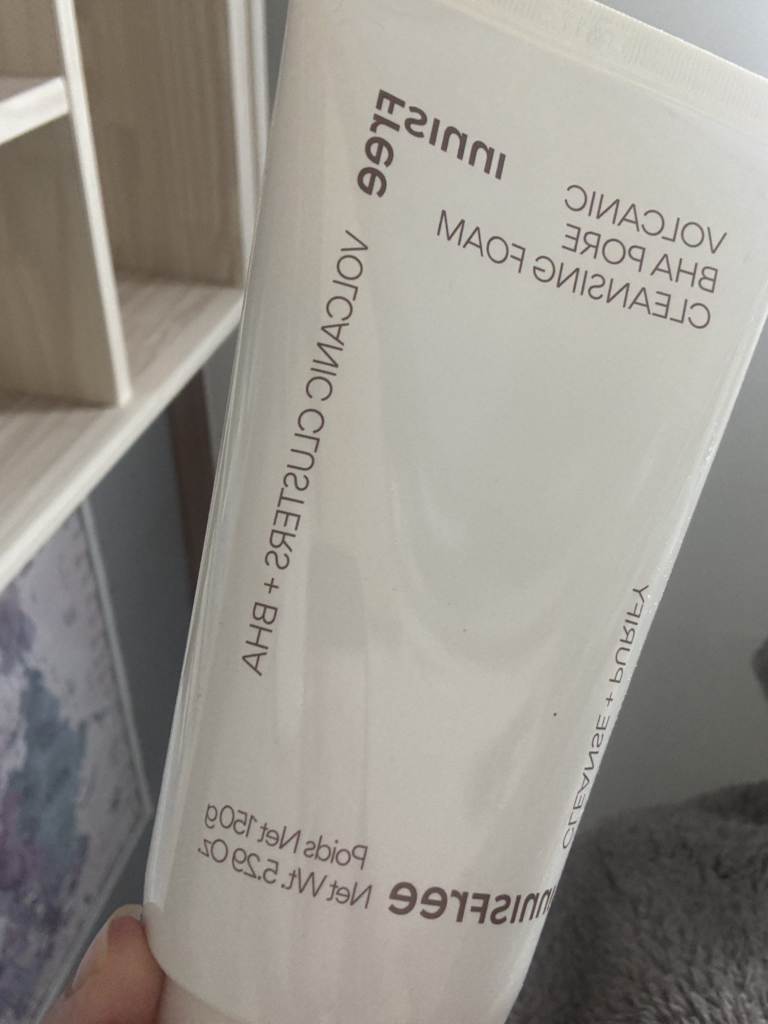 INNISFree
VOLCANIC
BHA PORE
CLEANSING FOAM
VOLCANIC CLUSTERS + BHA
CLEANSE + PURIFY
Poids Net 150g
Net Wt. 5.29 Oz.
INNISFree